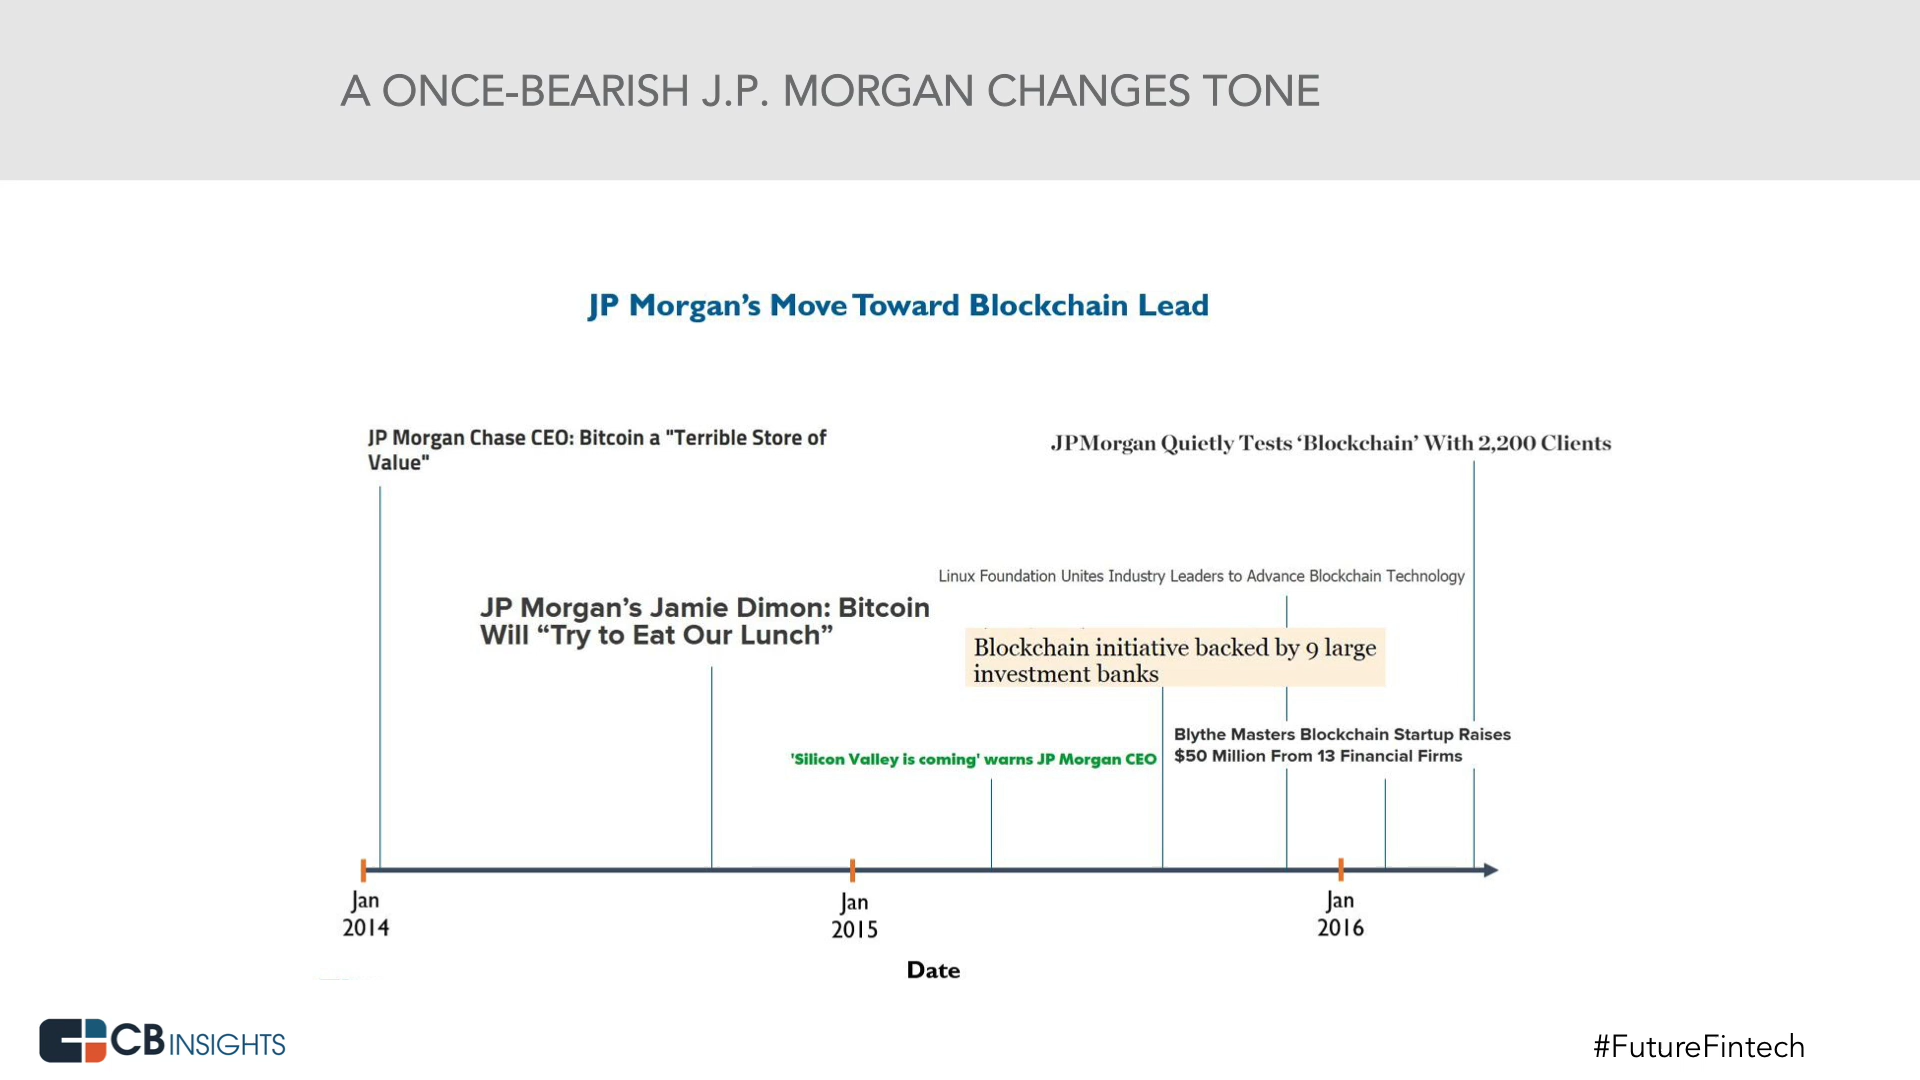 A ONCE-BEARISH J.P. MORGAN CHANGES TONE
JP Morgan's Move Toward Blockchain Lead
JP Morgan Chase CEO: Bitcoin a "Terrible Store of
Value"
JPMorgan Quietly Tests ‘Blockchain’ With 2,200 Clients
Linux Foundation Unites Industry Leaders to Advance Blockchain Technology
JP Morgan’s Jamie Dimon: Bitcoin
Will “Try to Eat Our Lunch”
Blockchain initiative backed by 9 large
investment banks
Blythe Masters Blockchain Startup Raises
$50 Million From 13 Financial Firms
'Silicon Valley is coming' warns JP Morgan CEO
Jan
2014
Jan
2015
Jan
2016
Date
CB INSIGHTS
#FutureFintech